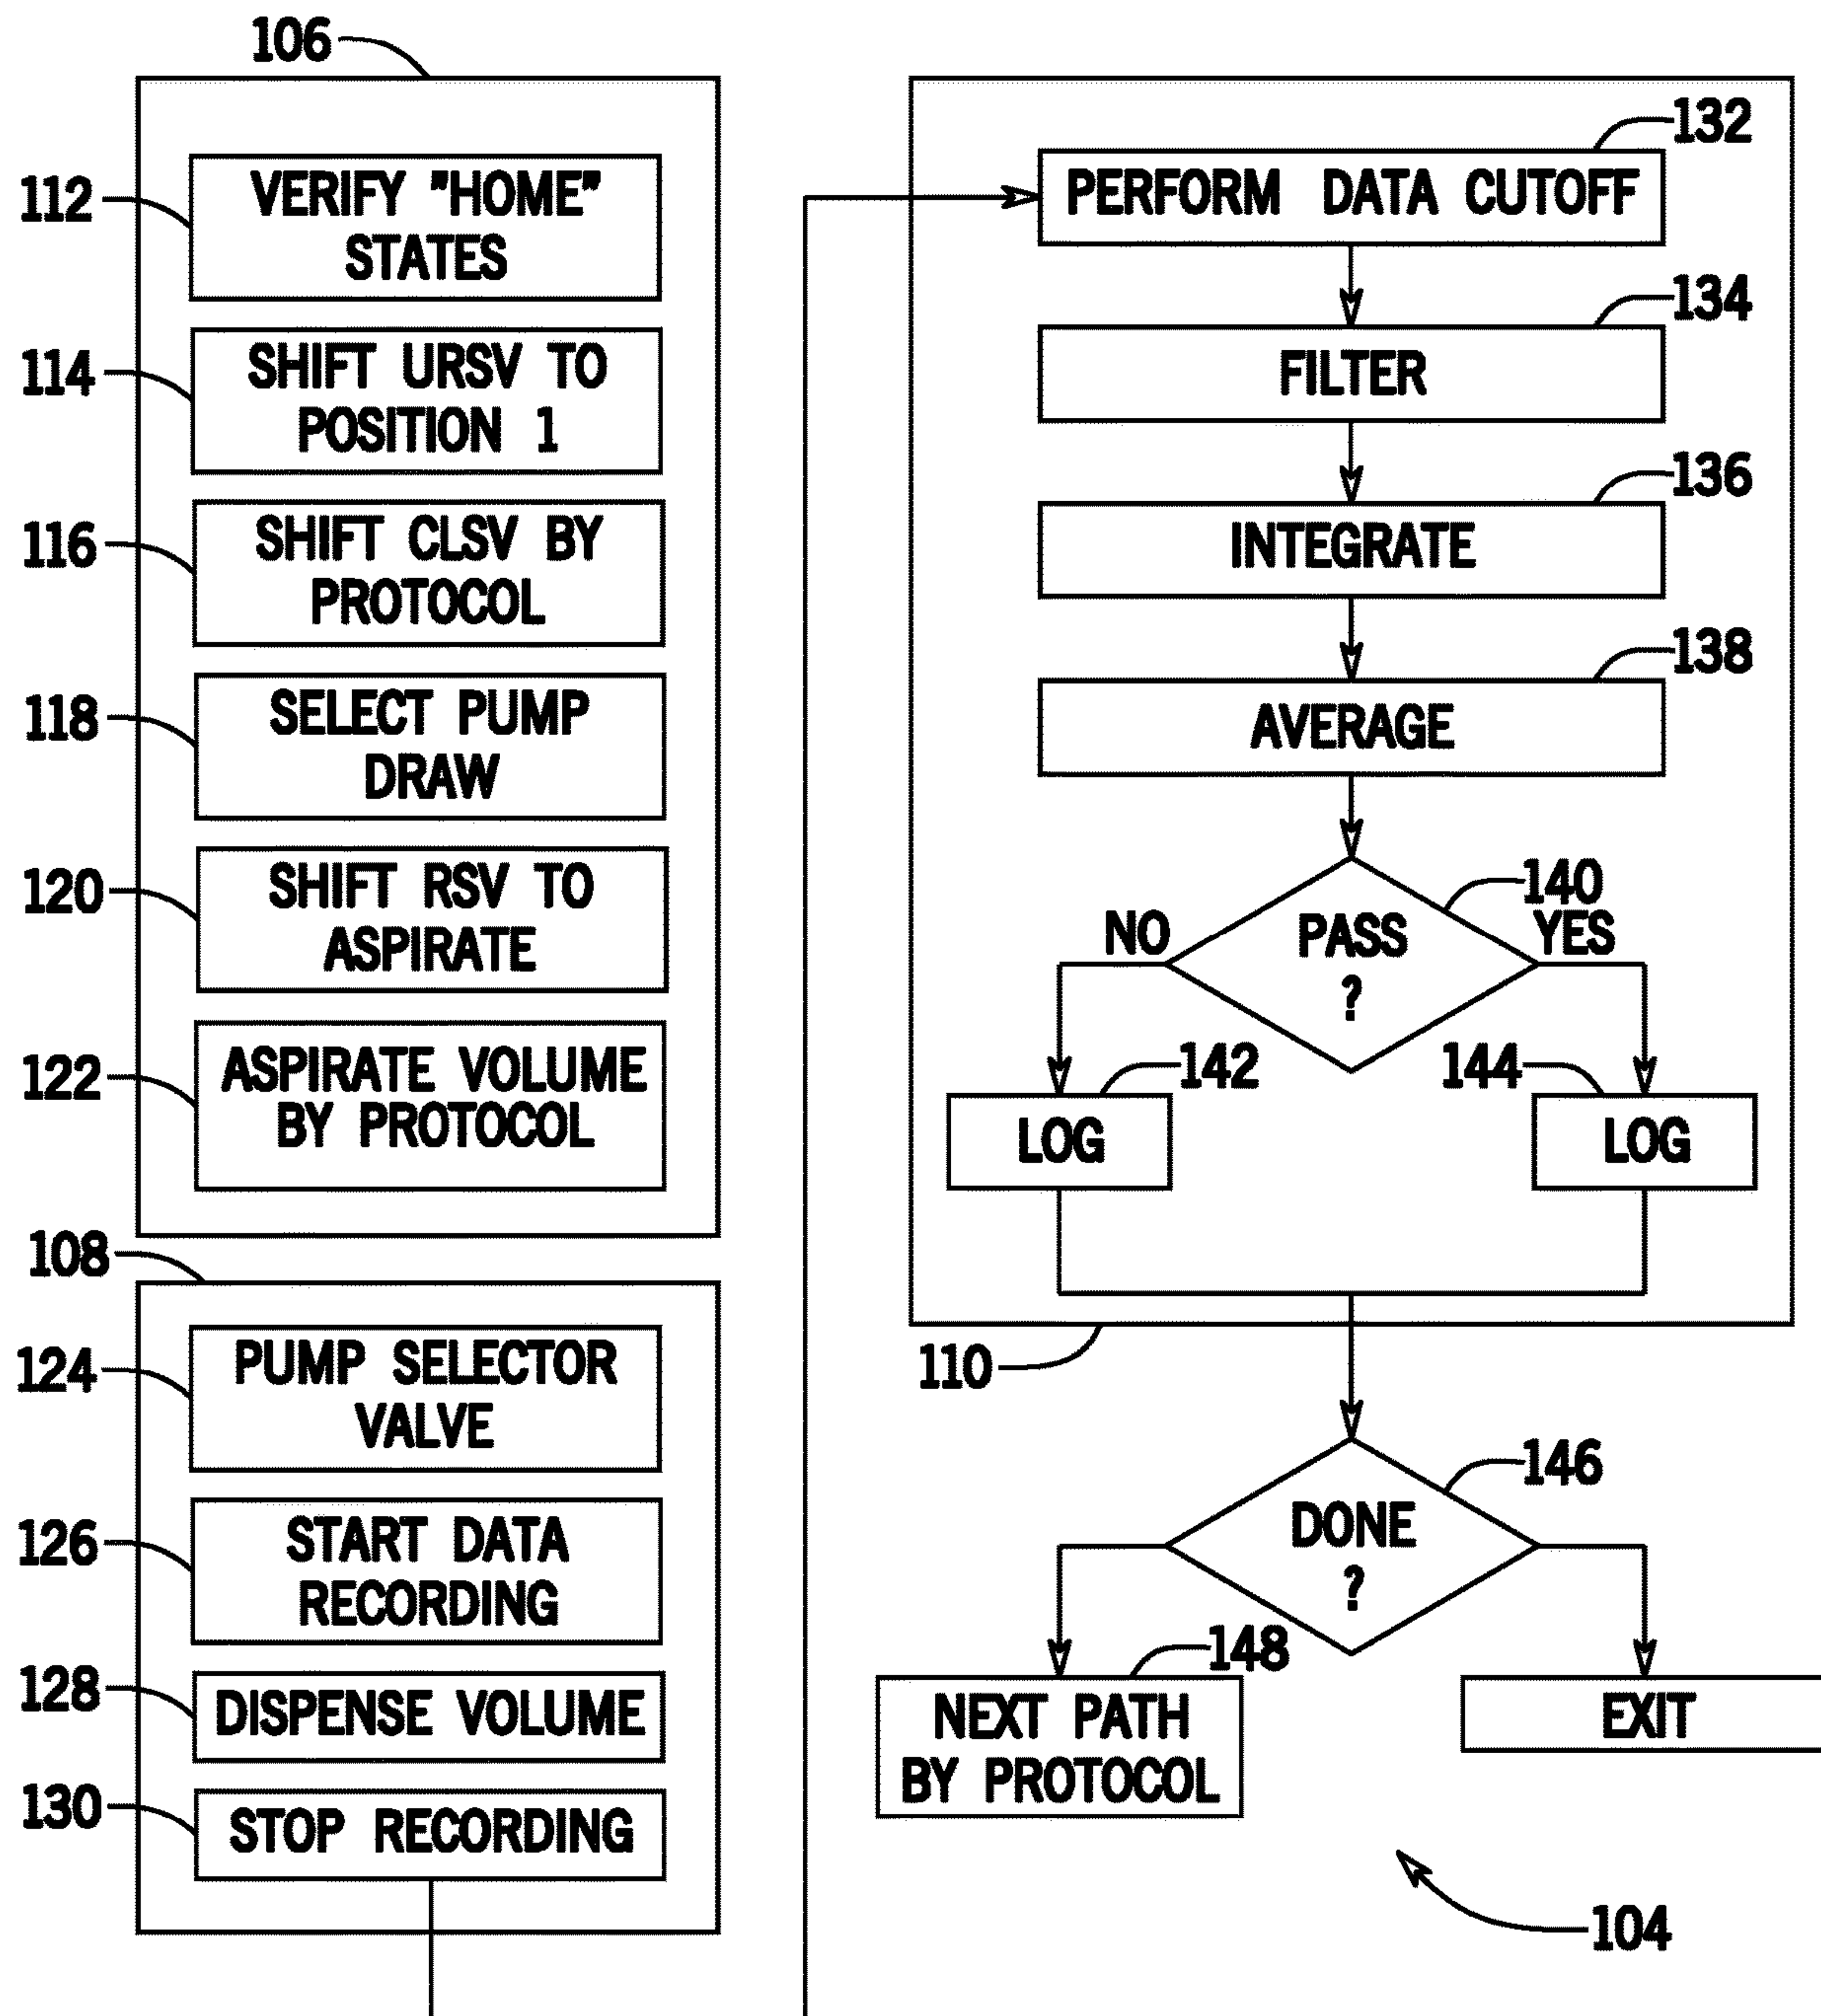 106
112
VERIFY "HOME"
STATES
114
SHIFT URSV TO
POSITION 1
116
SHIFT CLSV BY
PROTOCOL
118
SELECT PUMP
DRAW
120
SHIFT RSV TO
ASPIRATE
122
ASPIRATE VOLUME
BY PROTOCOL
108
124
PUMP SELECTOR
VALVE
126
START DATA
RECORDING
128
DISPENSE VOLUME
130
STOP RECORDING
132
PERFORM DATA CUTOFF
134
FILTER
136
INTEGRATE
138
AVERAGE
140
NO
PASS
?
YES
142
LOG
144
LOG
110
146
DONE
?
148
NEXT PATH
BY PROTOCOL
EXIT
104